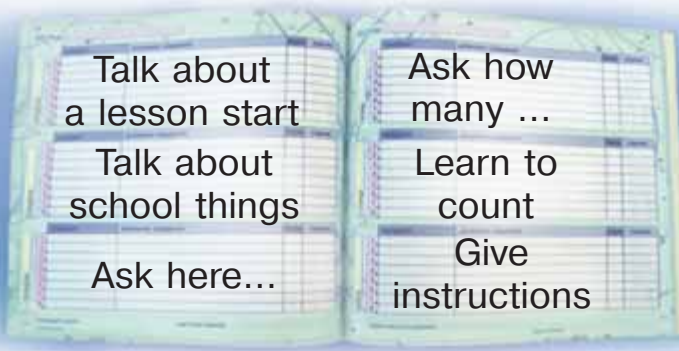 Talk about
a lesson start
Talk about
school things
Ask here...
Ask how
many ...
Learn to
count
Give
instructions